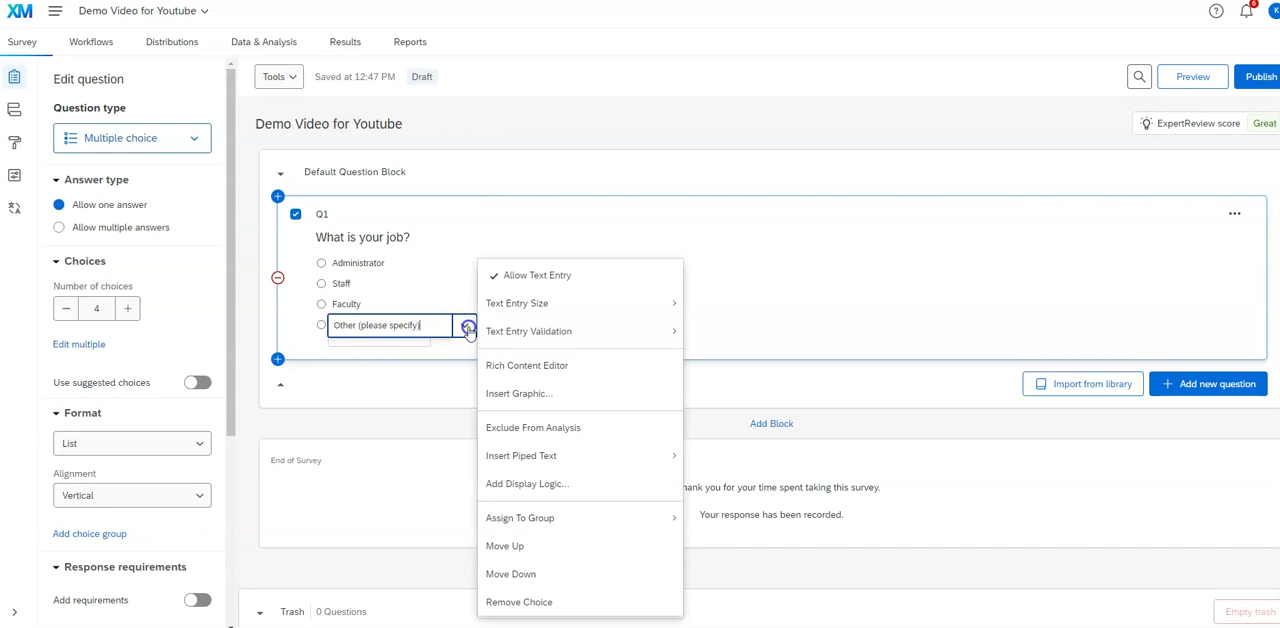 XM
Demo Video for Youtube
6
K
Survey
Workflows
Distributions
Data & Analysis
Results
Reports
Edit question
Question type
Multiple choice
Answer type
Allow one answer
Allow multiple answers
Choices
Number of choices
4
Edit multiple
Use suggested choices
Format
List
Alignment
Vertical
Add choice group
Response requirements
Add requirements
Tools
Saved at 12:47 PM
Draft
Preview
Publish
Demo Video for Youtube
ExpertReview score
Great
Default Question Block
Q1
What is your job?
Administrator
Staff
Faculty
Other (please specify)
Allow Text Entry
Text Entry Size
Text Entry Validation
Rich Content Editor
Insert Graphic...
Exclude From Analysis
Insert Piped Text
Add Display Logic...
Assign To Group
Move Up
Move Down
Remove Choice
Import from library
Add new question
Add Block
End of Survey
hank you for your time spent taking this survey.
Your response has been recorded.
Trash
0 Questions
Empty trash